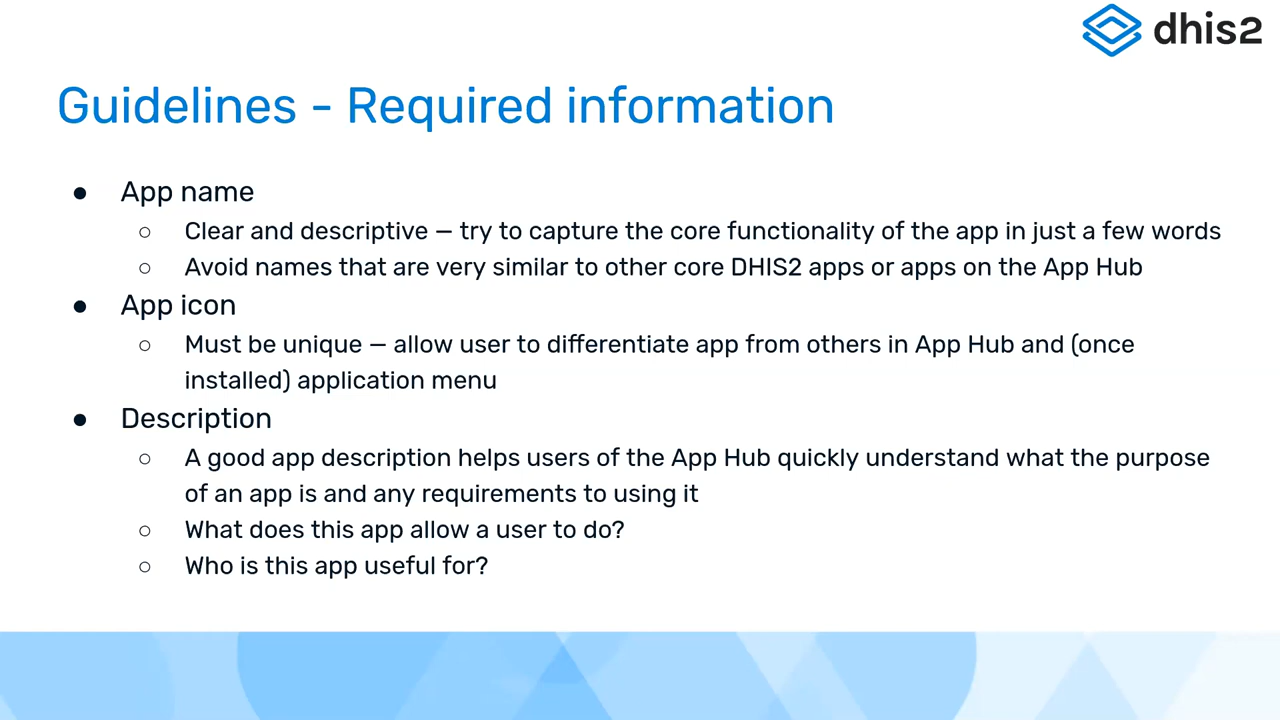 dhis2
Guidelines - Required information
● App name
○ Clear and descriptive — try to capture the core functionality of the app in just a few words
○ Avoid names that are very similar to other core DHIS2 apps or apps on the App Hub
● App icon
○ Must be unique — allow user to differentiate app from others in App Hub and (once
installed) application menu
● Description
○ A good app description helps users of the App Hub quickly understand what the purpose
of an app is and any requirements to using it
○ What does this app allow a user to do?
○ Who is this app useful for?